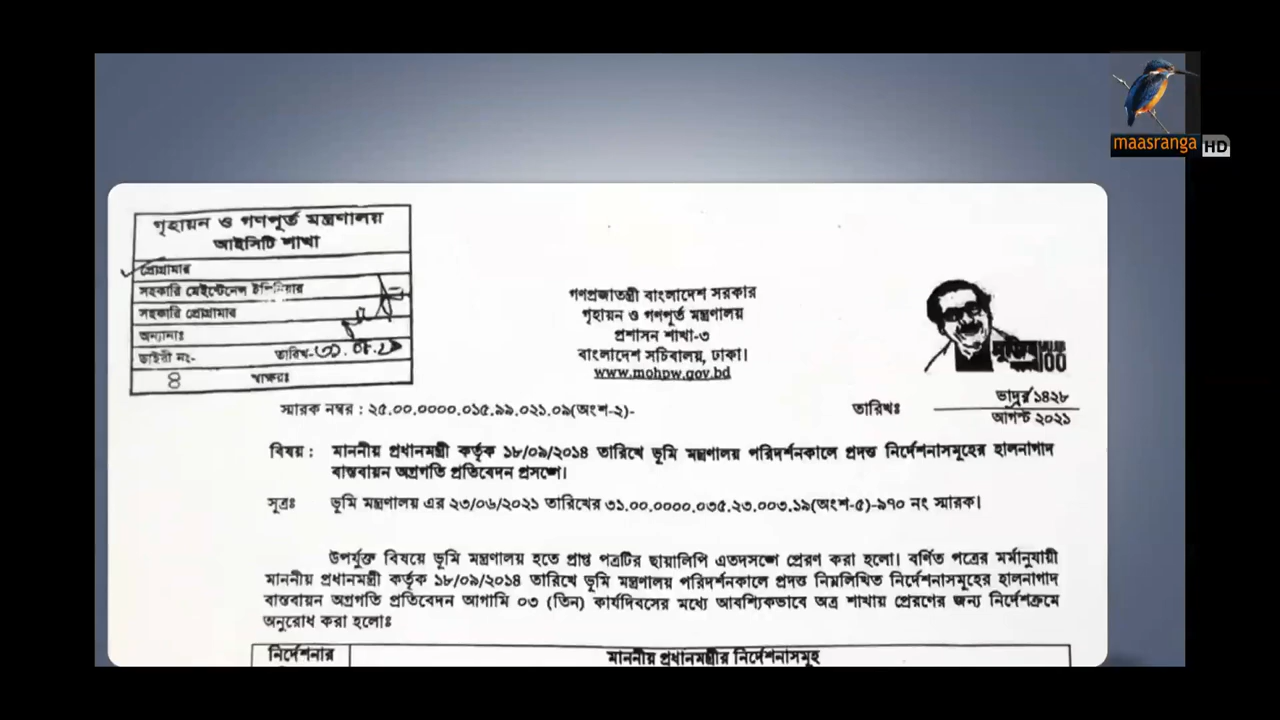 maasranga HD
গৃহায়ন ও গণপূর্ত মন্ত্রণালয়
আইসিটি শাখা
প্রোগ্রামার
সহকারি মেইন্টেনেন্স ইঞ্জিনিয়ার
সহকারি প্রোগ্রামার
অন্যান্যঃ
ডাইরী নং- তারিখ-
৪ স্বাক্ষরঃ
গণপ্রজাতন্ত্রী বাংলাদেশ সরকার
গৃহায়ন ও গণপূর্ত মন্ত্রণালয়
প্রশাসন শাখা-৩
বাংলাদেশ সচিবালয়, ঢাকা।
www.mohpw.gov.bd
মুজিব 100
স্মারক নম্বর : ২৫.০০.০০০০.০১৫.৯৯.০২১.০৯(অংশ-২)- তারিখঃ ভাদ্র ১৪২৮
আগস্ট ২০২১
বিষয় : মাননীয় প্রধানমন্ত্রী কর্তৃক ১৮/০৯/২০১৪ তারিখে ভূমি মন্ত্রণালয় পরিদর্শনকালে প্রদত্ত নির্দেশনাসমূহের হালনাগাদ
বাস্তবায়ন অগ্রগতি প্রতিবেদন প্রসঙ্গে।
সূত্রঃ ভূমি মন্ত্রণালয় এর ২৩/০৬/২০২১ তারিখের ৩১.০০.০০০০.০৩৫.২৩.০০৩.১৯(অংশ-৫)-৯৭০ নং স্মারক।
উপর্যুক্ত বিষয়ে ভূমি মন্ত্রণালয় হতে প্রাপ্ত পত্রটির ছায়ালিপি এতদসঙ্গে প্রেরণ করা হলো। বর্ণিত পত্রের মর্মানুযায়ী
মাননীয় প্রধানমন্ত্রী কর্তৃক ১৮/০৯/২০১৪ তারিখে ভূমি মন্ত্রণালয় পরিদর্শনকালে প্রদত্ত নিম্নলিখিত নির্দেশনাসমূহের হালনাগাদ
বাস্তবায়ন অগ্রগতি প্রতিবেদন আগামি ০৩ (তিন) কার্যদিবসের মধ্যে আবশ্যিকভাবে অত্র শাখায় প্রেরণের জন্য নির্দেশক্রমে
অনুরোধ করা হলোঃ
নির্দেশনার মাননীয় প্রধানমন্ত্রীর নির্দেশনাসমূহ